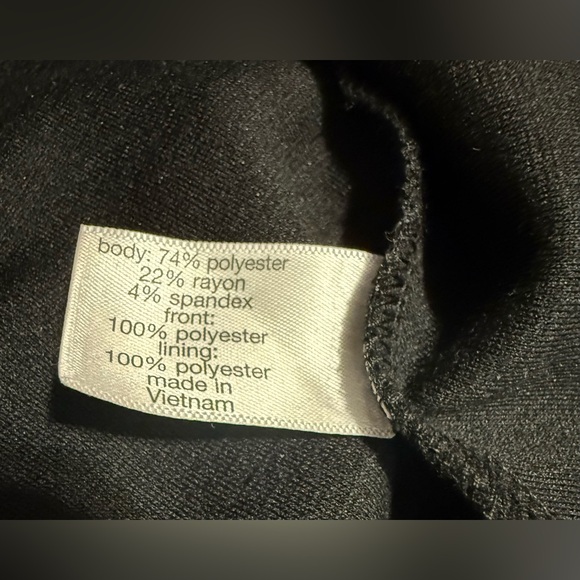 body: 74% polyester
22% rayon
4% spandex
front:
100% polyester
lining:
100% polyester
made in
Vietnam